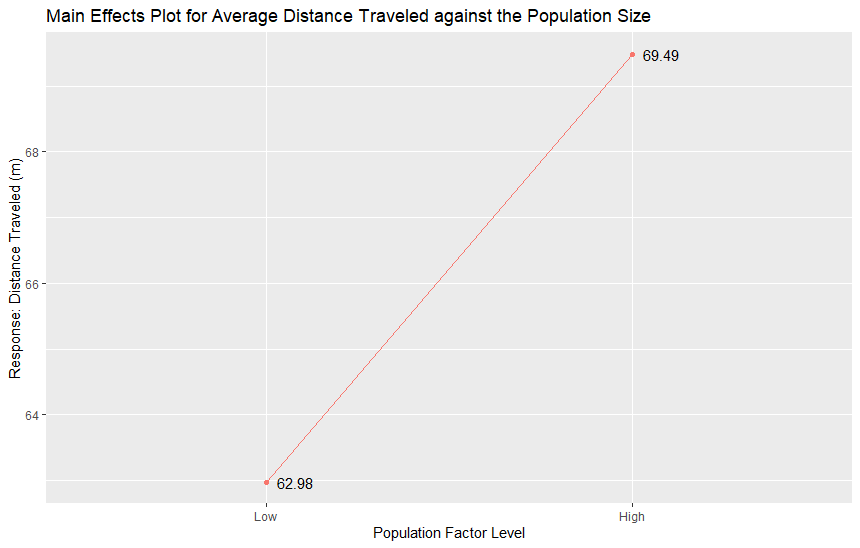 Main Effects Plot for Average Distance Traveled against the Population Size
69.49
68
66
64
62.98
Response: Distance Traveled (m)
Low
High
Population Factor Level